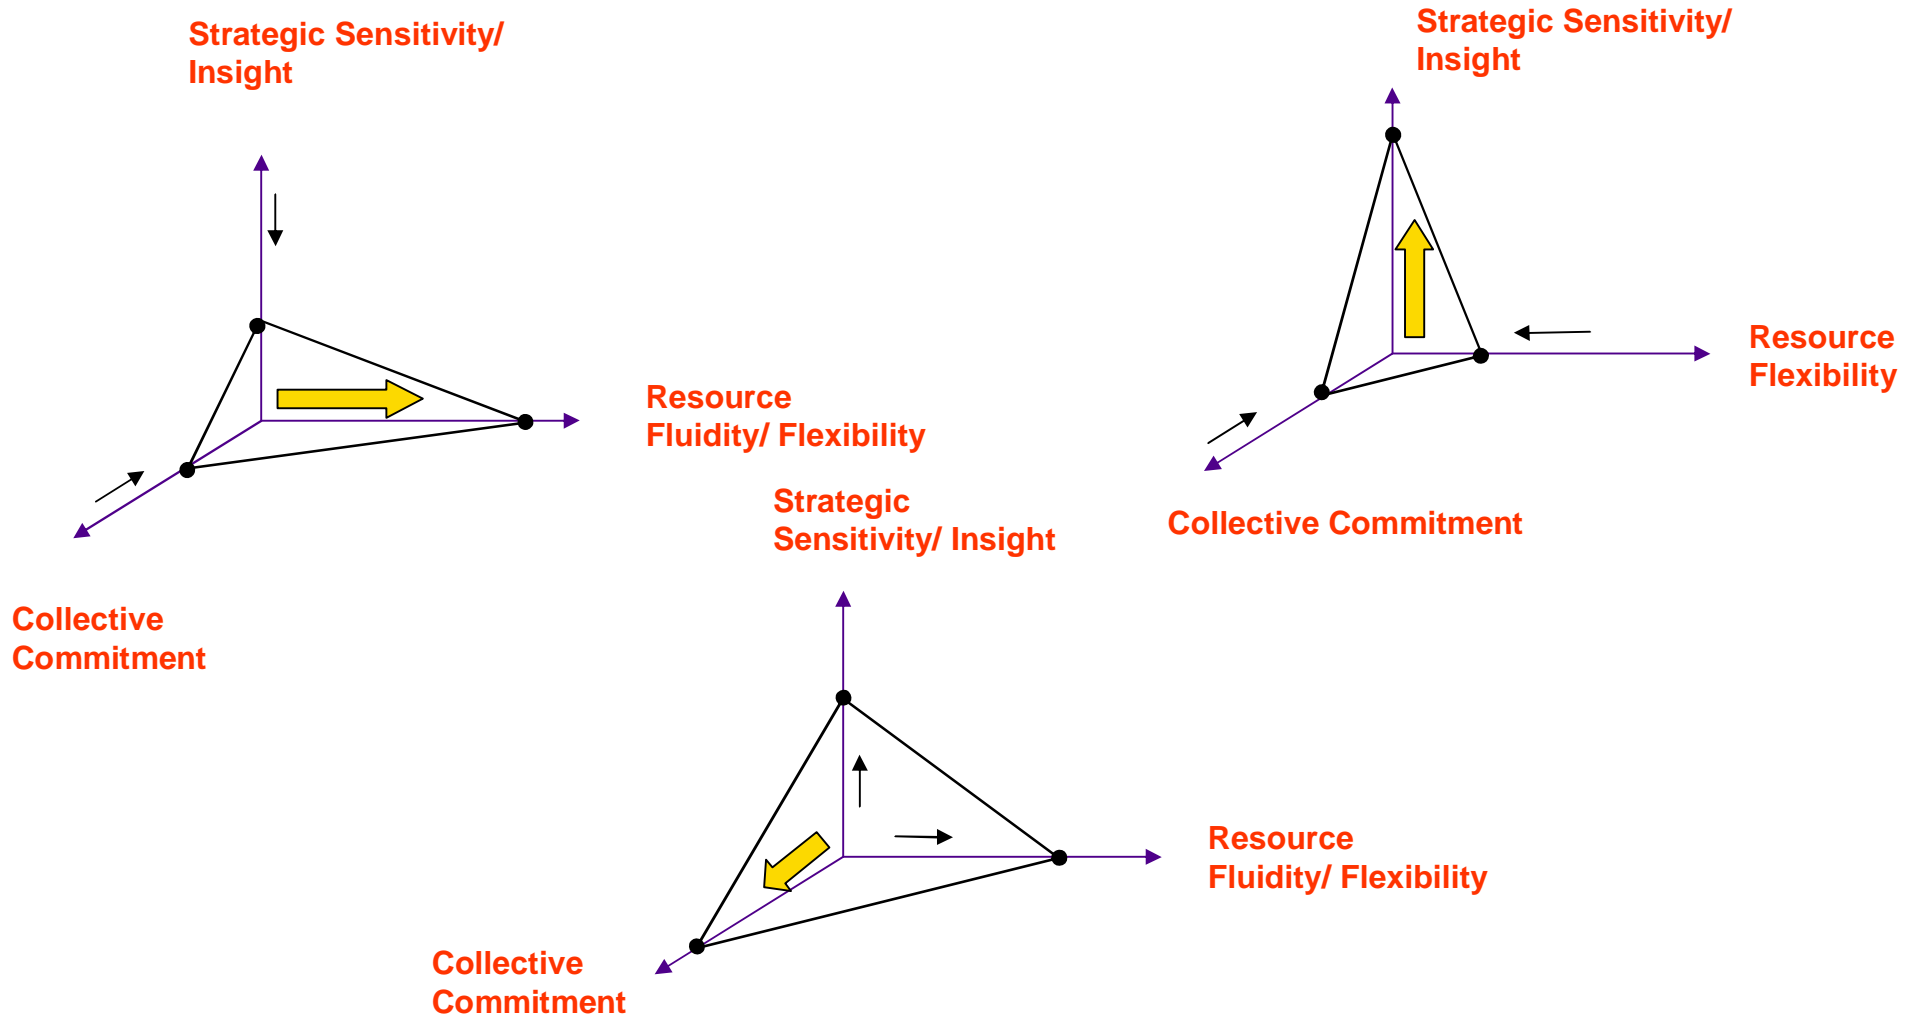 Strategic Sensitivity/
Insight
Resource
Fluidity/ Flexibility
Collective
Commitment
Strategic Sensitivity/
Insight
Resource
Flexibility
Collective Commitment
Strategic
Sensitivity/ Insight
Resource
Fluidity/ Flexibility
Collective
Commitment